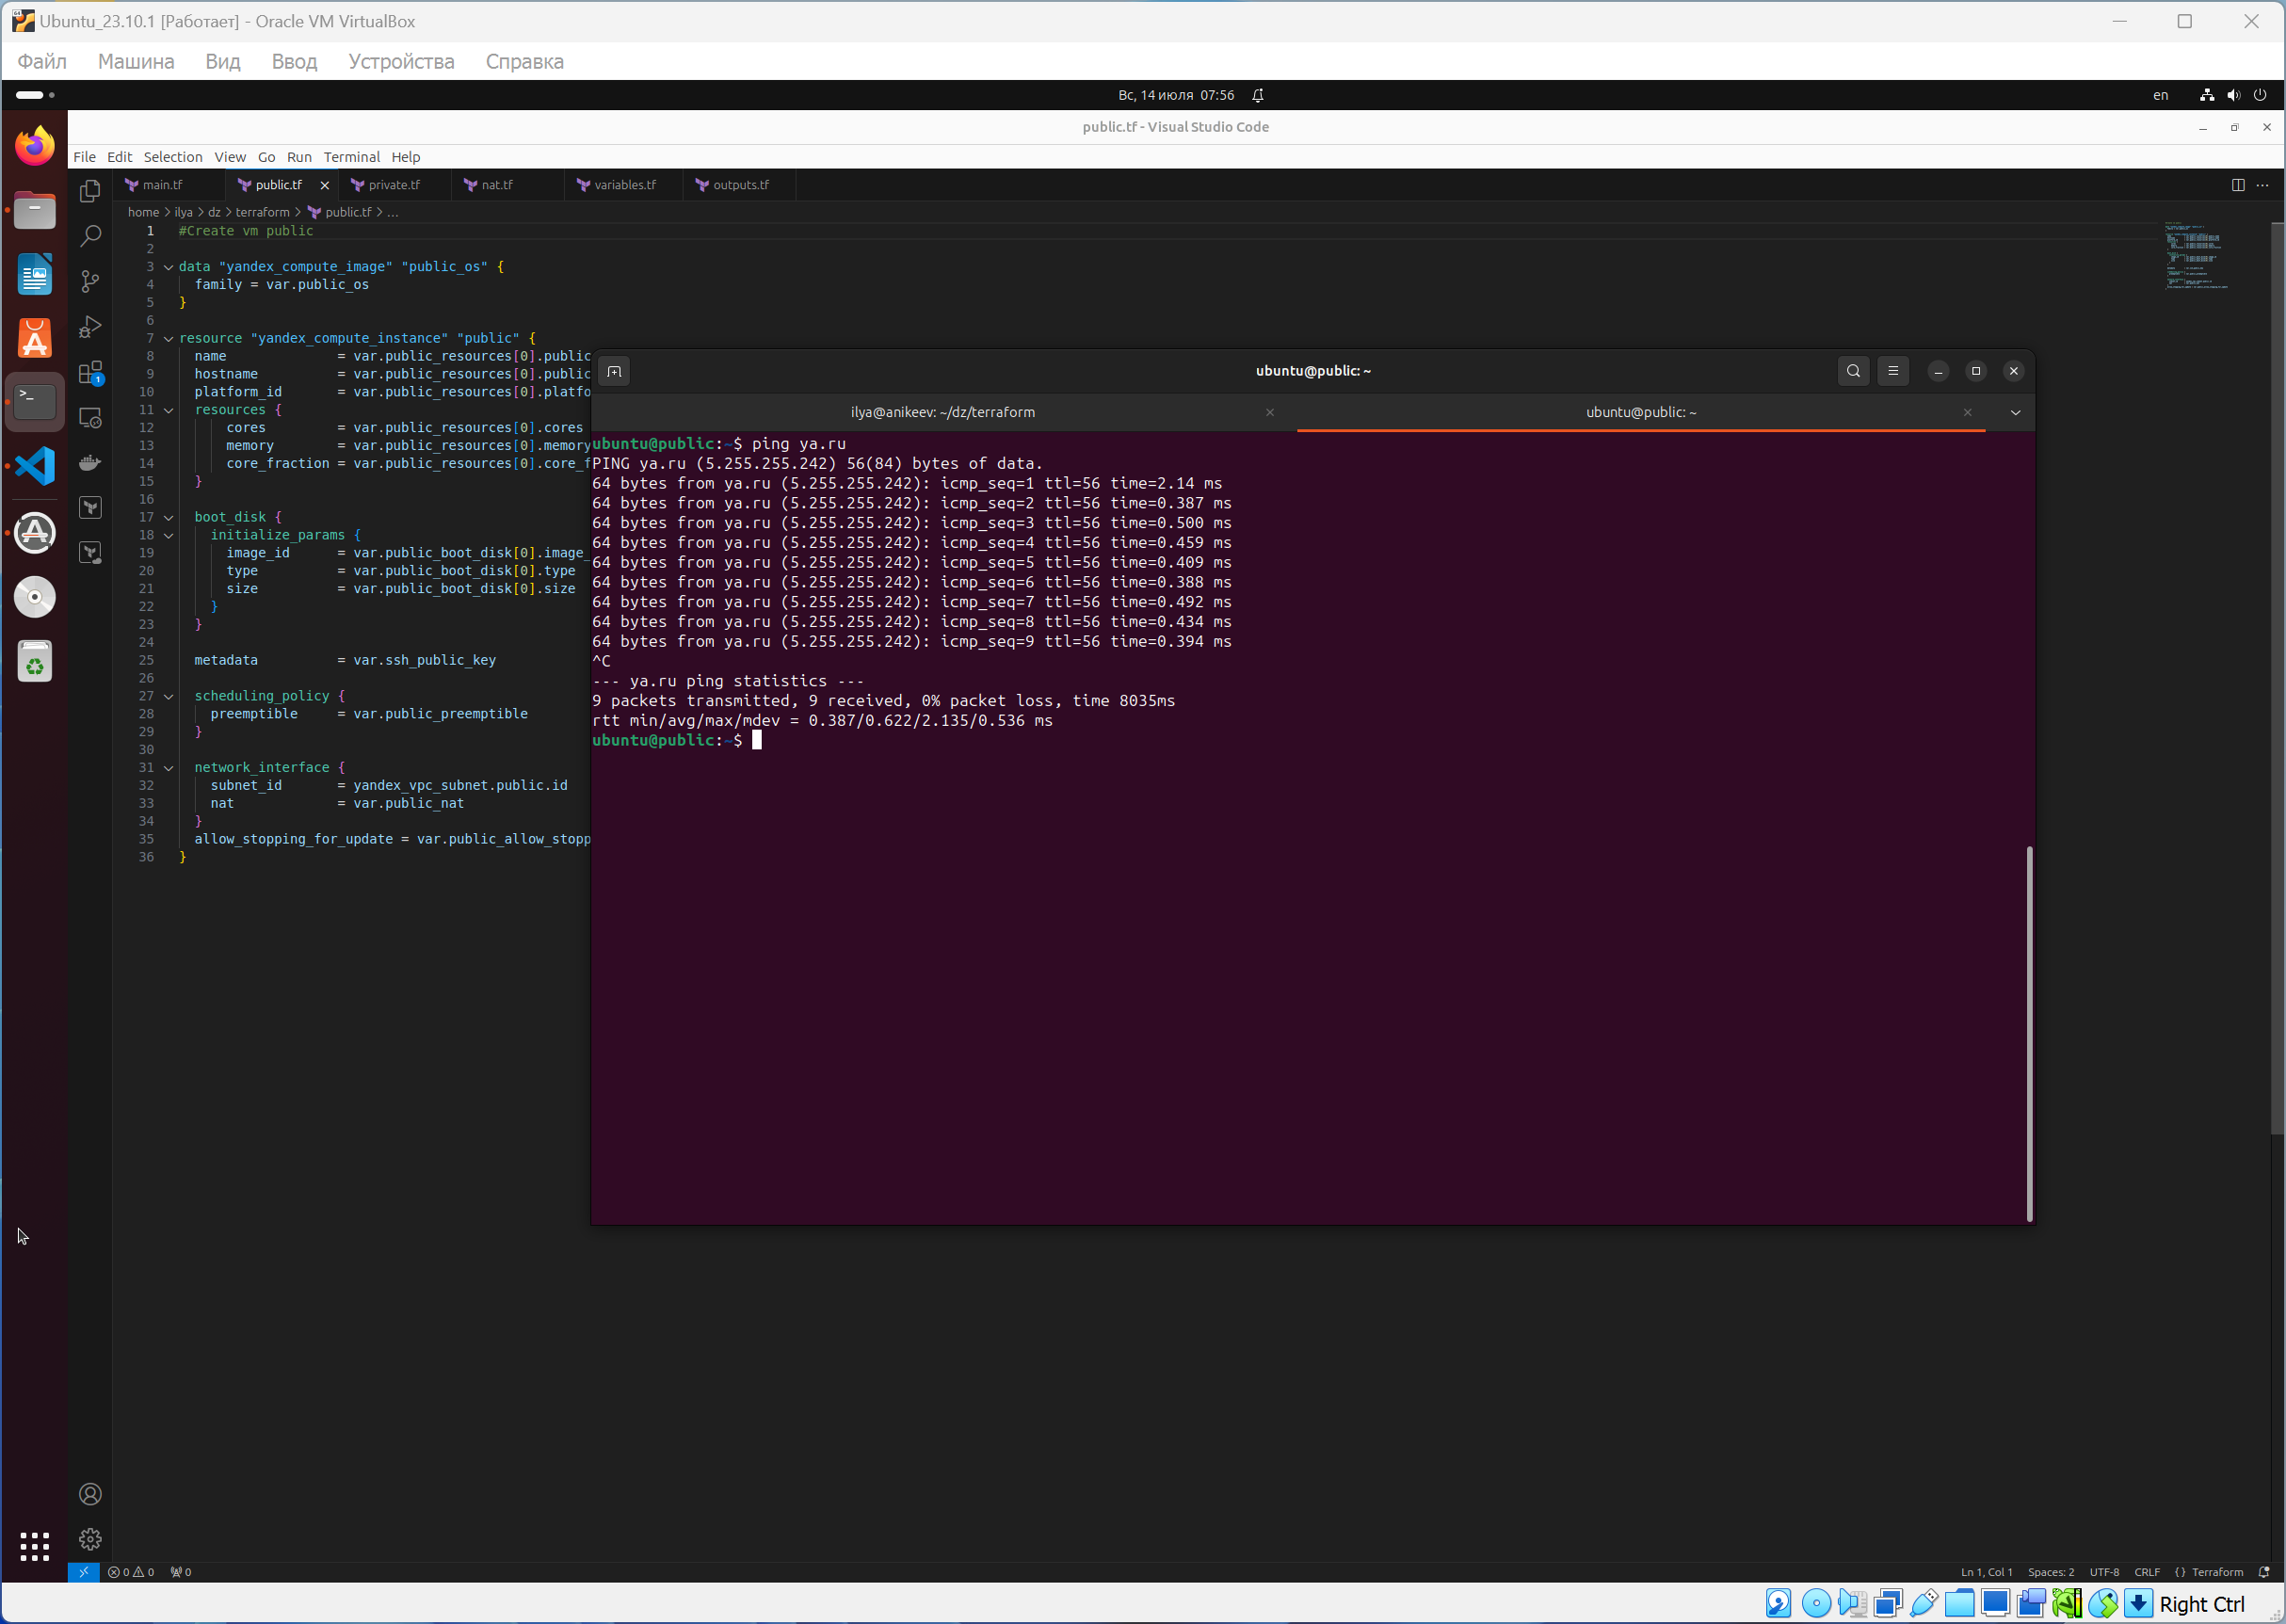 Ubuntu_23.10.1 [Работает] - Oracle VM VirtualBox
Файл Машина Вид Ввод Устройства Справка
Вс, 14 июля 07:56
en
public.tf - Visual Studio Code
File Edit Selection View Go Run Terminal Help
main.tf public.tf private.tf nat.tf variables.tf outputs.tf
home > ilya > dz > terraform > public.tf > ...
1 #Create vm public
2
3 data "yandex_compute_image" "public_os" {
4 family = var.public_os
5 }
6
7 resource "yandex_compute_instance" "public" {
8 name = var.public_resources[0].public
9 hostname = var.public_resources[0].public
10 platform_id = var.public_resources[0].platfo
11 resources {
12 cores = var.public_resources[0].cores
13 memory = var.public_resources[0].memory
14 core_fraction = var.public_resources[0].core_f
15 }
16
17 boot_disk {
18 initialize_params {
19 image_id = var.public_boot_disk[0].image_
20 type = var.public_boot_disk[0].type
21 size = var.public_boot_disk[0].size
22 }
23 }
24
25 metadata = var.ssh_public_key
26
27 scheduling_policy {
28 preemptible = var.public_preemptible
29 }
30
31 network_interface {
32 subnet_id = yandex_vpc_subnet.public.id
33 nat = var.public_nat
34 }
35 allow_stopping_for_update = var.public_allow_stopp
36 }
ubuntu@public: ~
ilya@anikeev: ~/dz/terraform
ubuntu@public: ~
ubuntu@public:~$ ping ya.ru
PING ya.ru (5.255.255.242) 56(84) bytes of data.
64 bytes from ya.ru (5.255.255.242): icmp_seq=1 ttl=56 time=2.14 ms
64 bytes from ya.ru (5.255.255.242): icmp_seq=2 ttl=56 time=0.387 ms
64 bytes from ya.ru (5.255.255.242): icmp_seq=3 ttl=56 time=0.500 ms
64 bytes from ya.ru (5.255.255.242): icmp_seq=4 ttl=56 time=0.459 ms
64 bytes from ya.ru (5.255.255.242): icmp_seq=5 ttl=56 time=0.409 ms
64 bytes from ya.ru (5.255.255.242): icmp_seq=6 ttl=56 time=0.388 ms
64 bytes from ya.ru (5.255.255.242): icmp_seq=7 ttl=56 time=0.492 ms
64 bytes from ya.ru (5.255.255.242): icmp_seq=8 ttl=56 time=0.434 ms
64 bytes from ya.ru (5.255.255.242): icmp_seq=9 ttl=56 time=0.394 ms
^C
--- ya.ru ping statistics ---
9 packets transmitted, 9 received, 0% packet loss, time 8035ms
rtt min/avg/max/mdev = 0.387/0.622/2.135/0.536 ms
ubuntu@public:~$
0 0 0
Ln 1, Col 1 Spaces: 2 UTF-8 CRLF {} Terraform
Right Ctrl